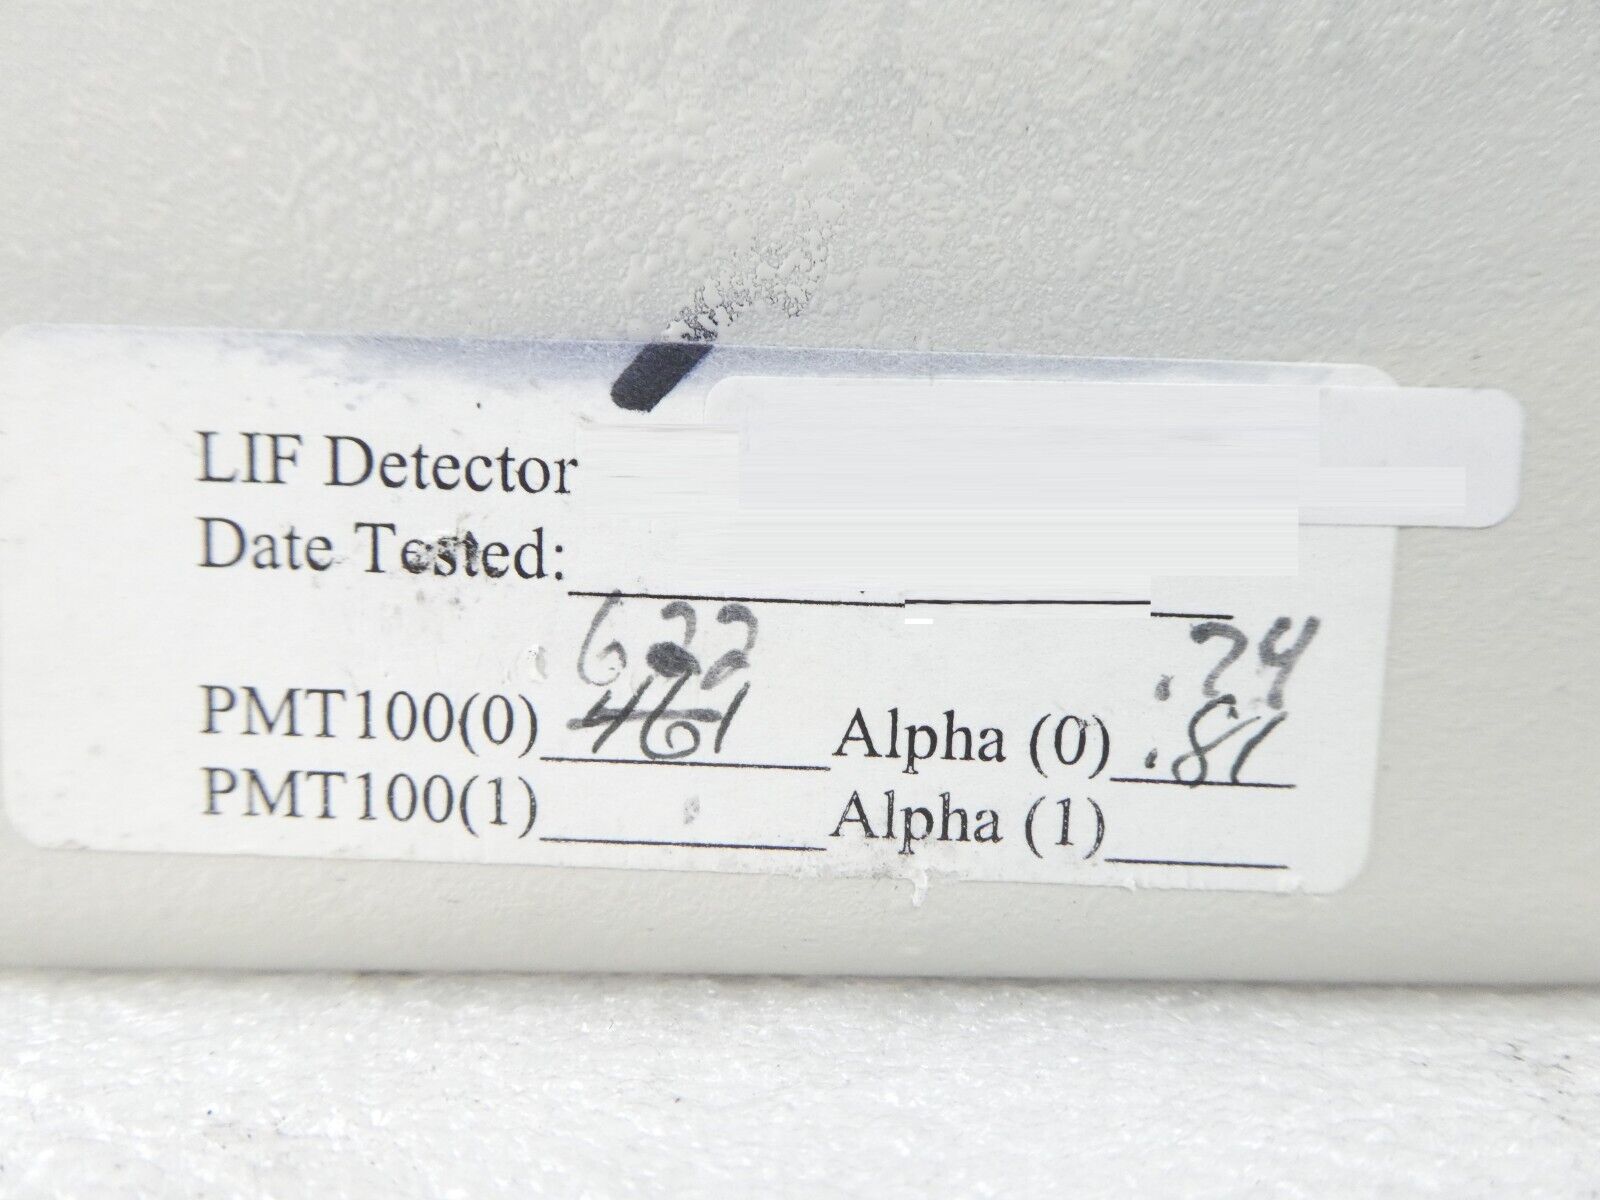 LIF Detector
Date Tested:
622 .74
PMT100(0) 461 Alpha (0) .81
PMT100(1) Alpha (1)